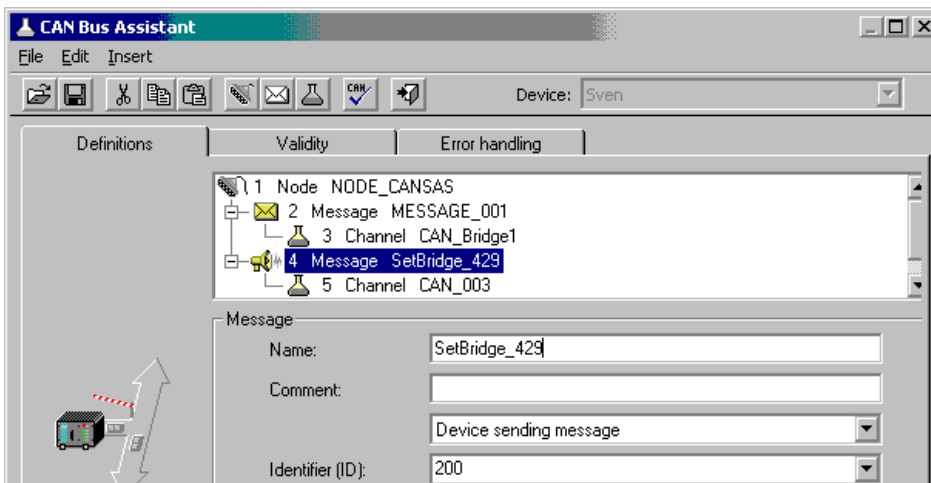 CAN Bus Assistant
File Edit Insert
CAN Device: Sven
Definitions Validity Error handling
1 Node NODE_CANSAS
2 Message MESSAGE_001
3 Channel CAN_Bridge1
4 Message SetBridge_429
5 Channel CAN_003
Message
Name: SetBridge_429
Comment:
Device sending message
Identifier (ID): 200